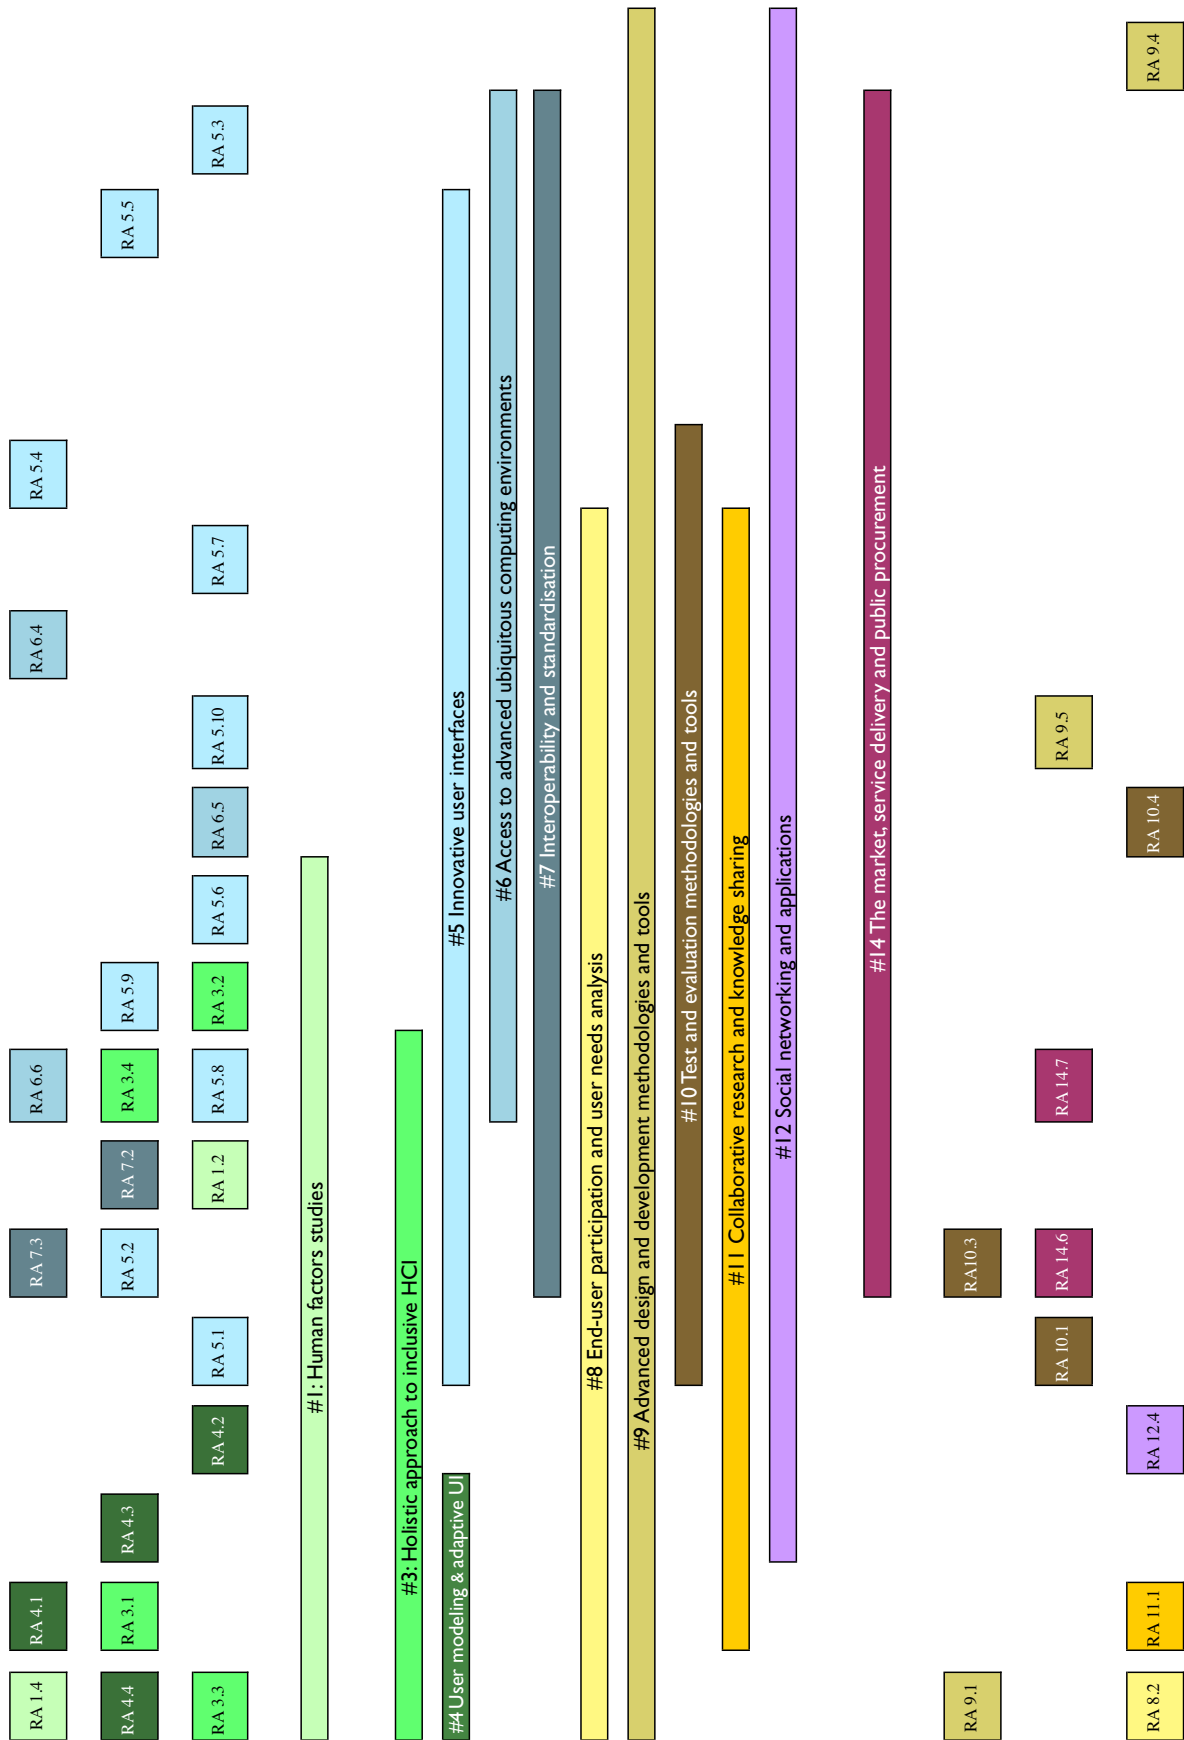 RA 1.4
RA 4.1
RA 7.3
RA 6.6
RA 6.4
RA 5.4
RA 4.4
RA 3.1
RA 4.3
RA 5.2
RA 7.2
RA 3.4
RA 5.9
RA 5.5
RA 3.3
RA 4.2
RA 5.1
RA 1.2
RA 5.8
RA 3.2
RA 5.6
RA 6.5
RA 5.10
RA 5.7
RA 5.3
#1: Human factors studies
#3: Holistic approach to inclusive HCI
#4 User modeling & adaptive UI
#5 Innovative user interfaces
#6 Access to advanced ubiquitous computing environments
#7 Interoperability and standardisation
#8 End-user participation and user needs analysis
#9 Advanced design and development methodologies and tools
#10 Test and evaluation methodologies and tools
#11 Collaborative research and knowledge sharing
#12 Social networking and applications
#14 The market, service delivery and public procurement
RA 9.1
RA10.3
RA 10.1
RA 14.6
RA 14.7
RA 9.5
RA 8.2
RA 11.1
RA 12.4
RA 10.4
RA 9.4